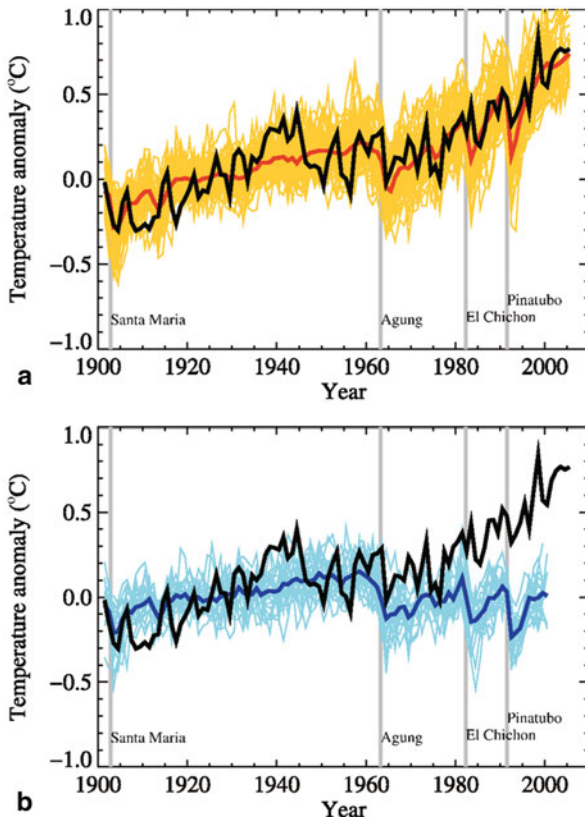 1.0
0.5
0.0
−0.5
−1.0
Temperature anomaly (°C)
Santa Maria
Agung
El Chichon
Pinatubo
1900 1920 1940 1960 1980 2000
Year
a
1.0
0.5
0.0
−0.5
−1.0
Temperature anomaly (°C)
Santa Maria
Agung
El Chichon
Pinatubo
1900 1920 1940 1960 1980 2000
Year
b